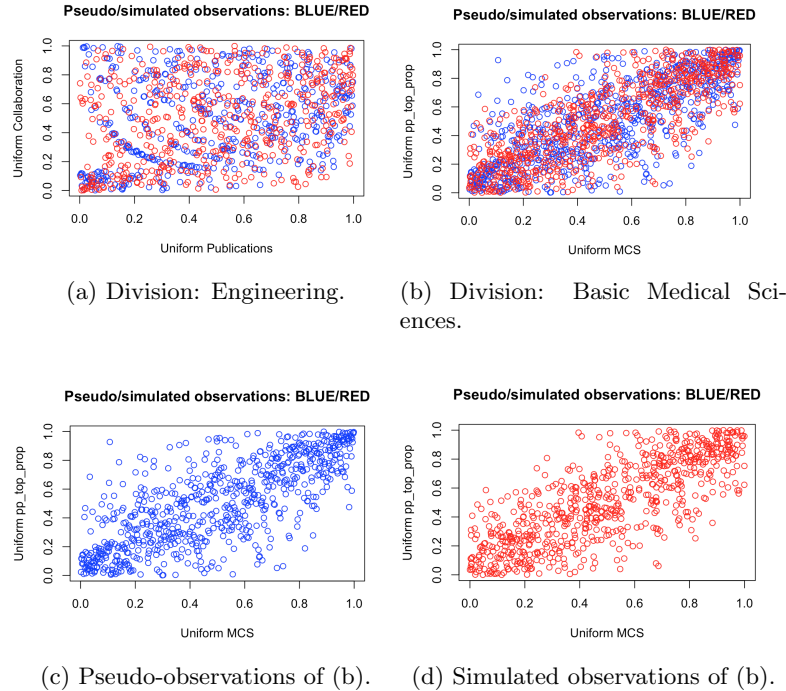 Pseudo/simulated observations: BLUE/RED
Uniform Collaboration
1.0
0.8
0.6
0.4
0.2
0.0
0.0 0.2 0.4 0.6 0.8 1.0
Uniform Publications
(a) Division: Engineering.
Pseudo/simulated observations: BLUE/RED
Uniform pp_top_prop
1.0
0.8
0.6
0.4
0.2
0.0
0.0 0.2 0.4 0.6 0.8 1.0
Uniform MCS
(b) Division: Basic Medical Sci-
ences.
Pseudo/simulated observations: BLUE/RED
Uniform pp_top_prop
1.0
0.8
0.6
0.4
0.2
0.0
0.0 0.2 0.4 0.6 0.8 1.0
Uniform MCS
(c) Pseudo-observations of (b).
Pseudo/simulated observations: BLUE/RED
Uniform pp_top_prop
1.0
0.8
0.6
0.4
0.2
0.0
0.0 0.2 0.4 0.6 0.8 1.0
Uniform MCS
(d) Simulated observations of (b).